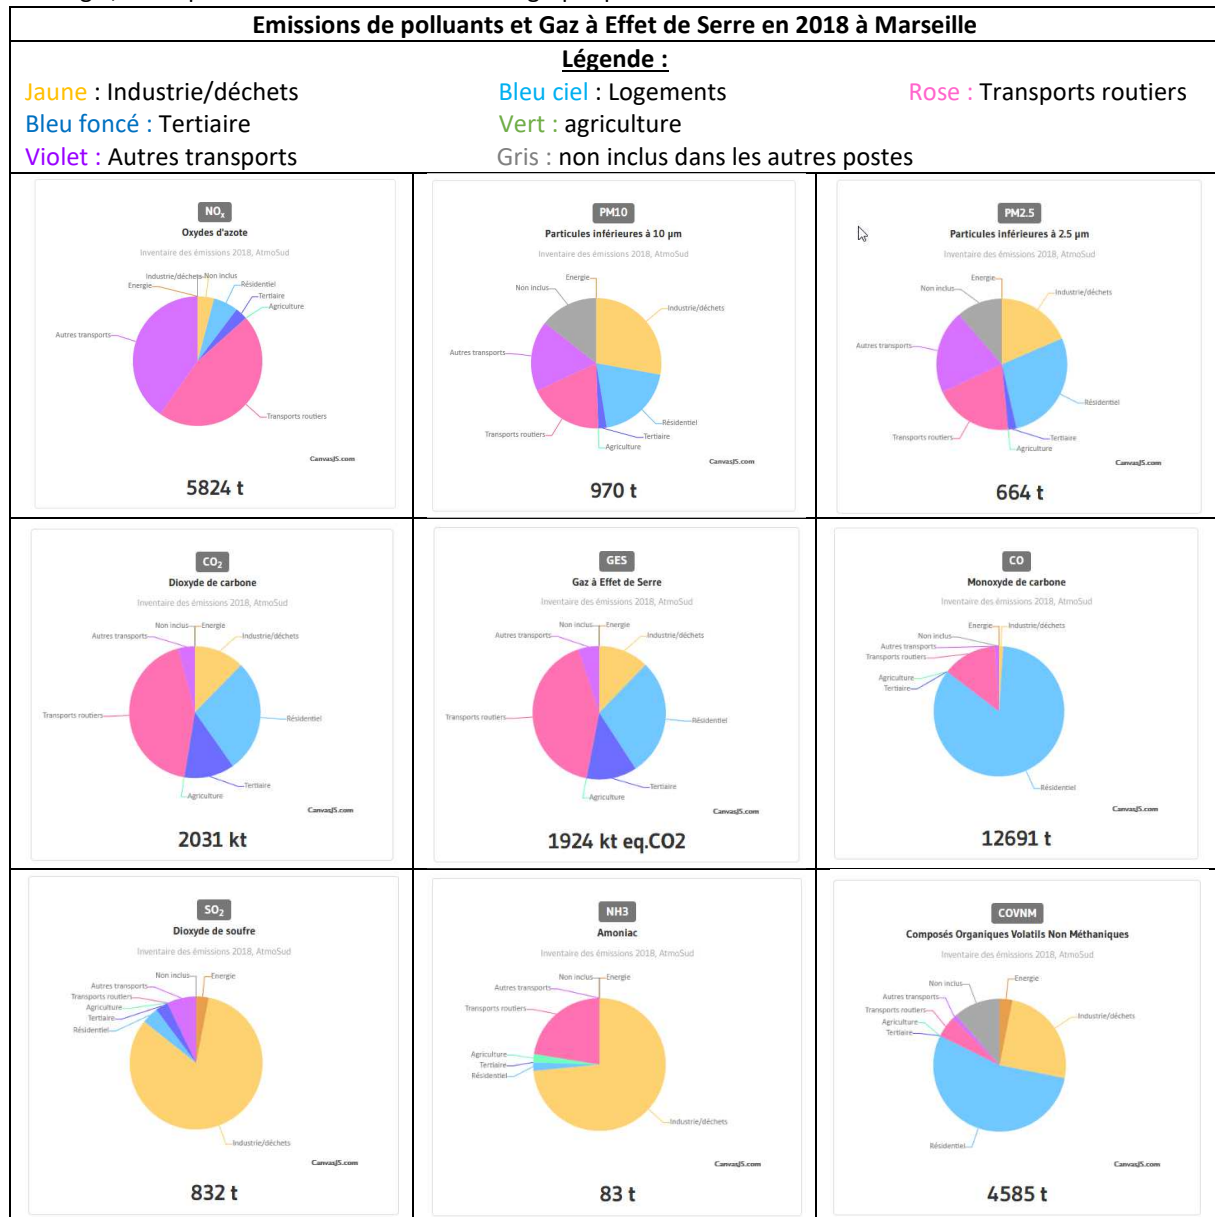 Emissions de polluants et Gaz à Effet de Serre en 2018 à Marseille
Légende :
Jaune : Industrie/déchets
Bleu ciel : Logements
Rose : Transports routiers
Bleu foncé : Tertiaire
Vert : agriculture
Violet : Autres transports
Gris : non inclus dans les autres postes
NOx
Oxydes d'azote
Inventaire des émissions 2018, AtmoSud
Industrie/déchets
Non inclus
Energie
Résidentiel
Tertiaire
Agriculture
Autres transports
Transports routiers
CanvasJS.com
5824 t
PM10
Particules inférieures à 10 µm
Inventaire des émissions 2018, AtmoSud
Energie
Non inclus
Industrie/déchets
Autres transports
Résidentiel
Transports routiers
Tertiaire
Agriculture
CanvasJS.com
970 t
PM2.5
Particules inférieures à 2.5 µm
Inventaire des émissions 2018, AtmoSud
Energie
Non inclus
Industrie/déchets
Autres transports
Résidentiel
Transports routiers
Tertiaire
Agriculture
CanvasJS.com
664 t
CO2
Dioxyde de carbone
Inventaire des émissions 2018, AtmoSud
Non inclus
Energie
Autres transports
Industrie/déchets
Transports routiers
Résidentiel
Tertiaire
Agriculture
CanvasJS.com
2031 kt
GES
Gaz à Effet de Serre
Inventaire des émissions 2018, AtmoSud
Non inclus
Energie
Autres transports
Industrie/déchets
Transports routiers
Résidentiel
Tertiaire
Agriculture
CanvasJS.com
1924 kt eq.CO2
CO
Monoxyde de carbone
Inventaire des émissions 2018, AtmoSud
Energie
Industrie/déchets
Non inclus
Autres transports
Transports routiers
Agriculture
Tertiaire
Résidentiel
CanvasJS.com
12691 t
SO2
Dioxyde de soufre
Inventaire des émissions 2018, AtmoSud
Non inclus
Energie
Autres transports
Transports routiers
Agriculture
Tertiaire
Résidentiel
Industrie/déchets
CanvasJS.com
832 t
NH3
Amoniac
Inventaire des émissions 2018, AtmoSud
Non inclus
Energie
Autres transports
Transports routiers
Agriculture
Tertiaire
Résidentiel
Industrie/déchets
CanvasJS.com
83 t
COVNM
Composés Organiques Volatils Non Méthaniques
Inventaire des émissions 2018, AtmoSud
Non inclus
Energie
Autres transports
Transports routiers
Agriculture
Tertiaire
Industrie/déchets
Résidentiel
CanvasJS.com
4585 t